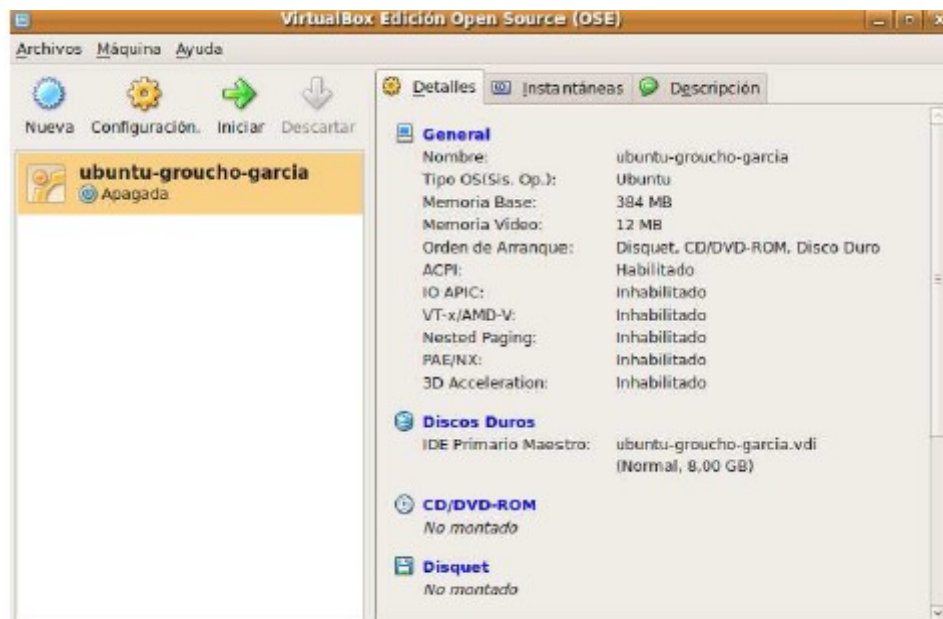 VirtualBox Edición Open Source (OSE)
Archivos Máquina Ayuda
Nueva Configuración. Iniciar Descartar
ubuntu-groucho-garcia
Apagada
Detalles Instantáneas Descripción
General
Nombre: ubuntu-groucho-garcia
Tipo OS(Sis. Op.): Ubuntu
Memoria Base: 384 MB
Memoria Video: 12 MB
Orden de Arranque: Disquet, CD/DVD-ROM, Disco Duro
ACPI: Habilitado
IO APIC: Inhabilitado
VT-x/AMD-V: Inhabilitado
Nested Paging: Inhabilitado
PAE/NX: Inhabilitado
3D Acceleration: Inhabilitado
Discos Duros
IDE Primario Maestro: ubuntu-groucho-garcia.vdi
(Normal, 8,00 GB)
CD/DVD-ROM
No montado
Disquet
No montado